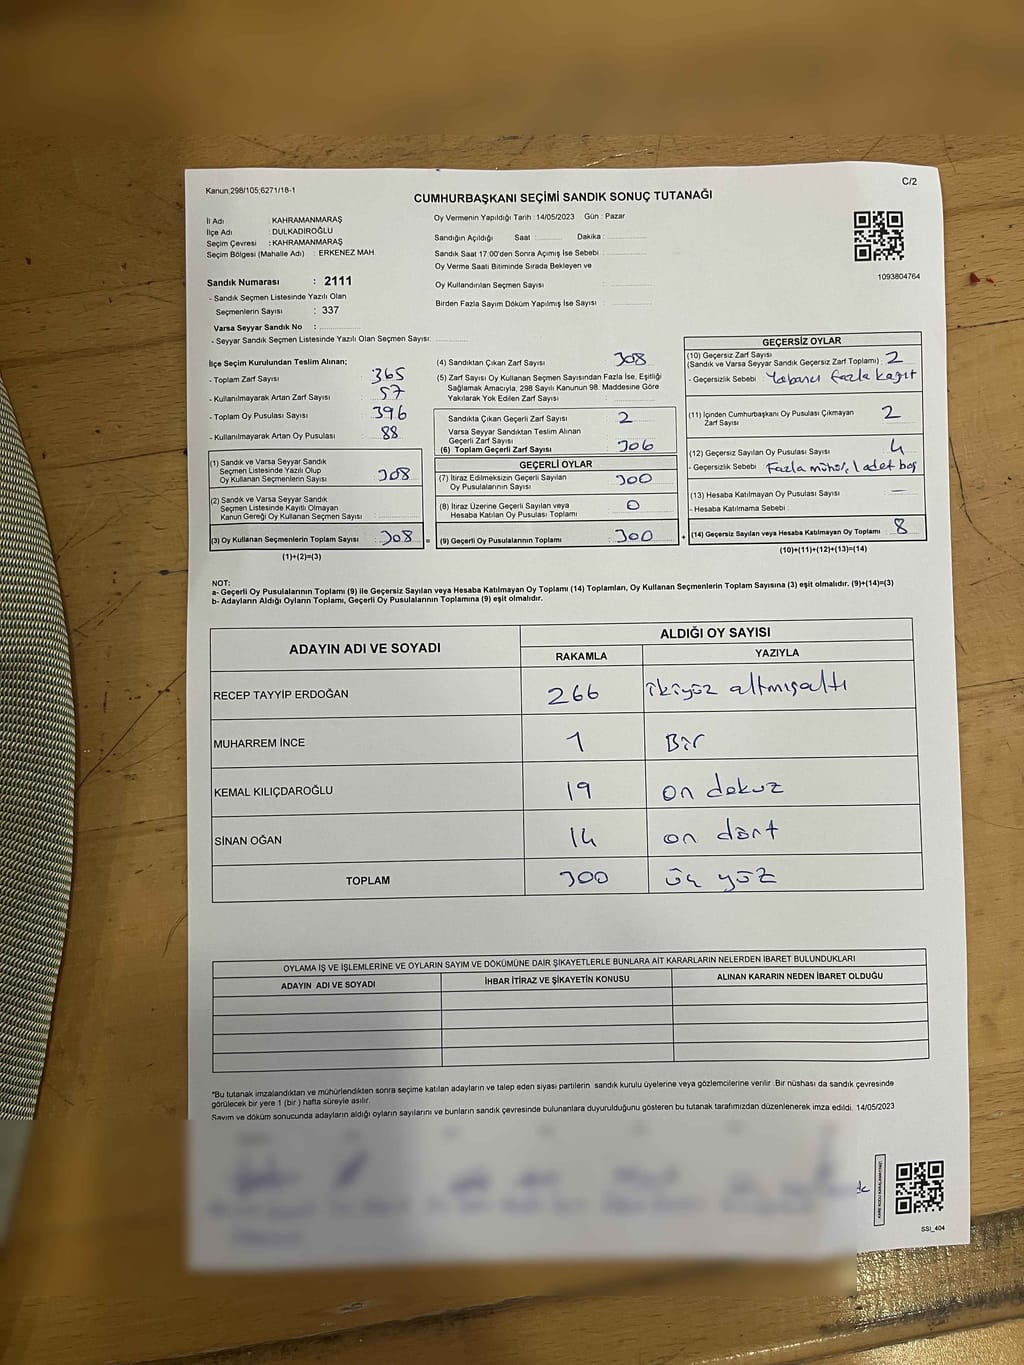 Kanun:298/105,6271/18-1
C/2
CUMHURBAŞKANI SEÇİMİ SANDIK SONUÇ TUTANAĞI
İl Adı : KAHRAMANMARAŞ
İlçe Adı : DULKADİROĞLU
Seçim Çevresi : KAHRAMANMARAŞ
Seçim Bölgesi (Mahalle Adı) : ERKENEZ MAH
Sandık Numarası : 2111
- Sandık Seçmen Listesinde Yazılı Olan
Seçmenlerin Sayısı : 337
Varsa Seyyar Sandık No :
- Seyyar Sandık Seçmen Listesinde Yazılı Olan Seçmen Sayısı:
Oy Vermenin Yapıldığı Tarih : 14/05/2023 Gün : Pazar
Sandığın Açıldığı Saat : Dakika :
Sandık Saat 17:00'den Sonra Açımış İse Sebebi :
Oy Verme Saati Bitiminde Sırada Bekleyen ve
Oy Kullandırılan Seçmen Sayısı :
Birden Fazla Sayım Döküm Yapılmış İse Sayısı :
1093804764
İlçe Seçim Kurulundan Teslim Alınan;
- Toplam Zarf Sayısı : 365
- Kullanılmayarak Artan Zarf Sayısı : 57
- Toplam Oy Pusulası Sayısı : 396
- Kullanılmayarak Artan Oy Pusulası : 88
(1) Sandık ve Varsa Seyyar Sandık
Seçmen Listesinde Yazılı Olup
Oy Kullanan Seçmenlerin Sayısı : 308
(2) Sandık ve Varsa Seyyar Sandık
Seçmen Listesinde Kayıtlı Olmayan
Kanun Gereği Oy Kullanan Seçmen Sayısı :
(3) Oy Kullanan Seçmenlerin Toplam Sayısı : 308 =
(1)+(2)=(3)
(4) Sandıktan Çıkan Zarf Sayısı : 308
(5) Zarf Sayısı Oy Kullanan Seçmen Sayısından Fazla İse, Eşitliği
Sağlamak Amacıyla, 298 Sayılı Kanunun 98. Maddesine Göre
Yakılarak Yok Edilen Zarf Sayısı :
Sandıkta Çıkan Geçerli Zarf Sayısı : 2
Varsa Seyyar Sandıktan Teslim Alınan
Geçerli Zarf Sayısı :
(6) Toplam Geçerli Zarf Sayısı : 306
GEÇERLİ OYLAR
(7) İtiraz Edilmeksizin Geçerli Sayılan
Oy Pusulalarının Sayısı : 300
(8) İtiraz Üzerine Geçerli Sayılan veya
Hesaba Katılan Oy Pusulası Toplamı : 0
(9) Geçerli Oy Pusulalarının Toplamı : 300 +
GEÇERSİZ OYLAR
(10) Geçersiz Zarf Sayısı
(Sandık ve Varsa Seyyar Sandık Geçersiz Zarf Toplamı) : 2
- Geçersizlik Sebebi : Yabancı fazla kağıt
(11) İçinden Cumhurbaşkanı Oy Pusulası Çıkmayan
Zarf Sayısı : 2
(12) Geçersiz Sayılan Oy Pusulası Sayısı : 4
- Geçersizlik Sebebi : Fazla mühür, 1 adet boş
(13) Hesaba Katılmayan Oy Pusulası Sayısı : —
- Hesaba Katılmama Sebebi :
(14) Geçersiz Sayılan veya Hesaba Katılmayan Oy Toplamı : 8
(10)+(11)+(12)+(13)=(14)
NOT:
a- Geçerli Oy Pusulalarının Toplamı (9) ile Geçersiz Sayılan veya Hesaba Katılmayan Oy Toplamı (14) Toplamları, Oy Kullanan Seçmenlerin Toplam Sayısına (3) eşit olmalıdır. (9)+(14)=(3)
b- Adayların Aldığı Oyların Toplamı, Geçerli Oy Pusulalarının Toplamına (9) eşit olmalıdır.
ADAYIN ADI VE SOYADI ALDIĞI OY SAYISI
RAKAMLA YAZIYLA
RECEP TAYYİP ERDOĞAN 266 ikiyüz altmışaltı
MUHARREM İNCE 1 Bir
KEMAL KILIÇDAROĞLU 19 on dokuz
SİNAN OĞAN 14 on dört
TOPLAM 300 üç yüz
OYLAMA İŞ VE İŞLEMLERİNE VE OYLARIN SAYIM VE DÖKÜMÜNE DAİR ŞİKAYETLERLE BUNLARA AİT KARARLARIN NELERDEN İBARET BULUNDUKLARI
ADAYIN ADI VE SOYADI İHBAR İTİRAZ VE ŞİKAYETİN KONUSU ALINAN KARARIN NEDEN İBARET OLDUĞU
*Bu tutanak imzalandıktan ve mühürlendikten sonra seçime katılan adayların ve talep eden siyasi partilerin sandık kurulu üyelerine veya gözlemcilerine verilir. Bir nüshası da sandık çevresinde
görülecek bir yere 1 (bir) hafta süreyle asılır.
Sayım ve döküm sonucunda adayların aldığı oyların sayılarını ve bunların sandık çevresinde bulunanlara duyurulduğunu gösteren bu tutanak tarafımızdan düzenlenerek imza edildi. 14/05/2023
SSI_404